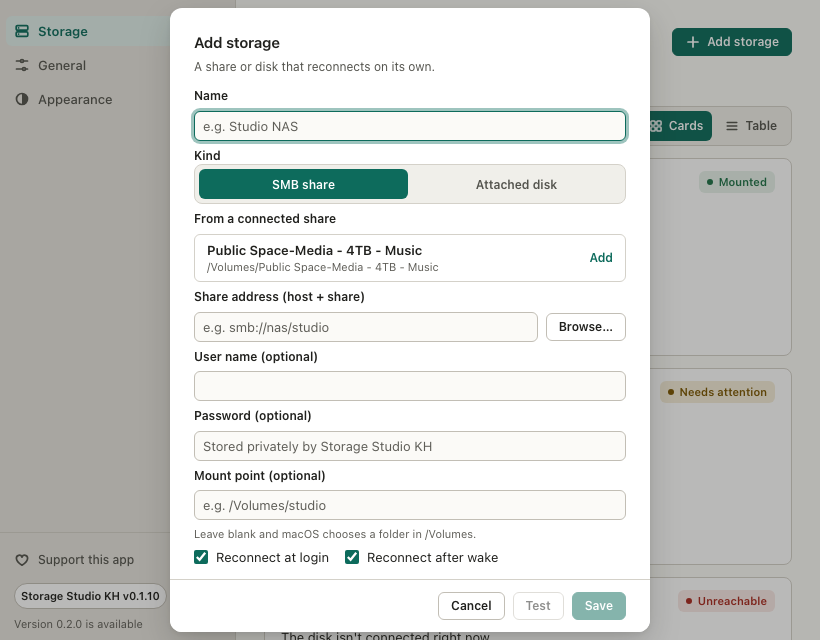 Storage
General
Appearance
Support this app
Storage Studio KH v0.1.10
Version 0.2.0 is available
Add storage
Cards
Table
Mounted
Needs attention
Unreachable
The disk isn't connected right now
Add storage
A share or disk that reconnects on its own.
Name
e.g. Studio NAS
Kind
SMB share
Attached disk
From a connected share
Public Space-Media - 4TB - Music
/Volumes/Public Space-Media - 4TB - Music
Add
Share address (host + share)
e.g. smb://nas/studio
Browse...
User name (optional)
Password (optional)
Stored privately by Storage Studio KH
Mount point (optional)
e.g. /Volumes/studio
Leave blank and macOS chooses a folder in /Volumes.
Reconnect at login
Reconnect after wake
Cancel
Test
Save